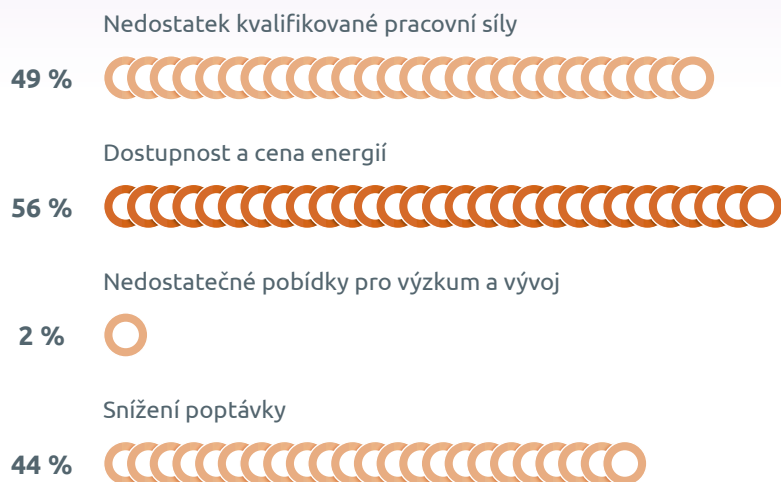 Nedostatek kvalifikované pracovní síly
49 %
Dostupnost a cena energií
56 %
Nedostatečné pobídky pro výzkum a vývoj
2 %
Snížení poptávky
44 %